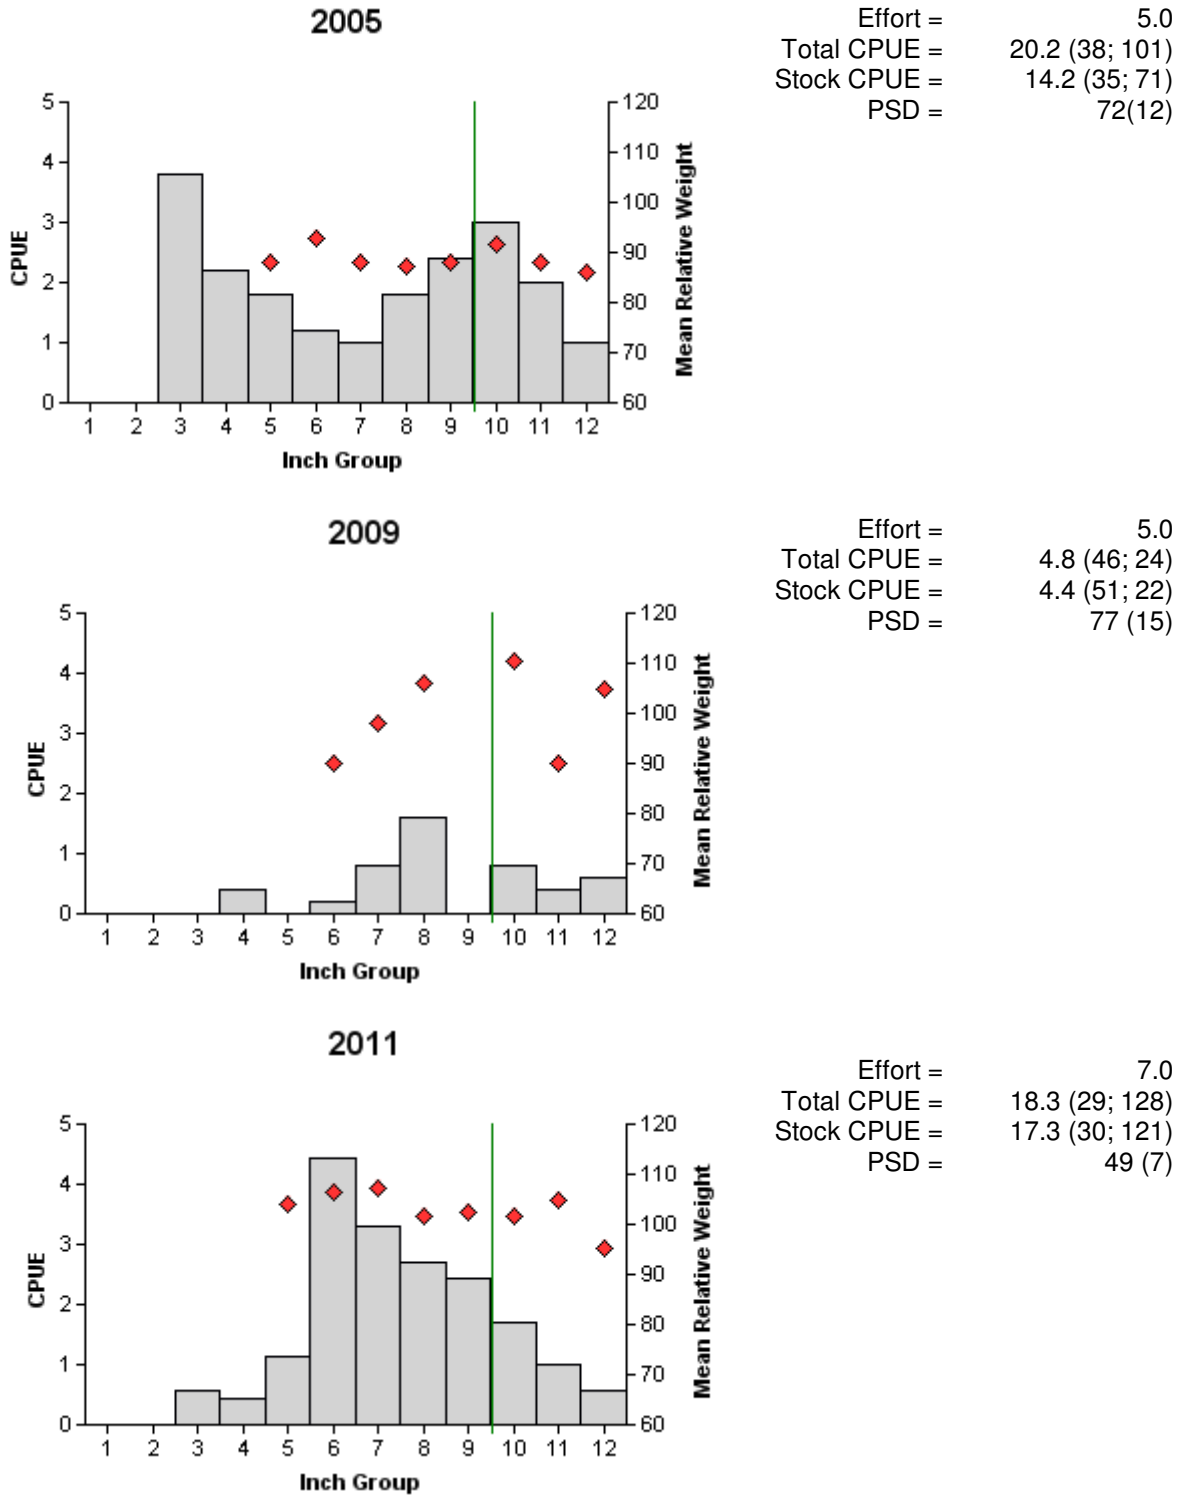 2005
Effort = 5.0
Total CPUE = 20.2 (38; 101)
Stock CPUE = 14.2 (35; 71)
PSD = 72(12)
5
4
3
2
1
0
CPUE
120
110
100
90
80
70
60
Mean Relative Weight
1 2 3 4 5 6 7 8 9 10 11 12
Inch Group
2009
Effort = 5.0
Total CPUE = 4.8 (46; 24)
Stock CPUE = 4.4 (51; 22)
PSD = 77 (15)
5
4
3
2
1
0
CPUE
120
110
100
90
80
70
60
Mean Relative Weight
1 2 3 4 5 6 7 8 9 10 11 12
Inch Group
2011
Effort = 7.0
Total CPUE = 18.3 (29; 128)
Stock CPUE = 17.3 (30; 121)
PSD = 49 (7)
5
4
3
2
1
0
CPUE
120
110
100
90
80
70
60
Mean Relative Weight
1 2 3 4 5 6 7 8 9 10 11 12
Inch Group